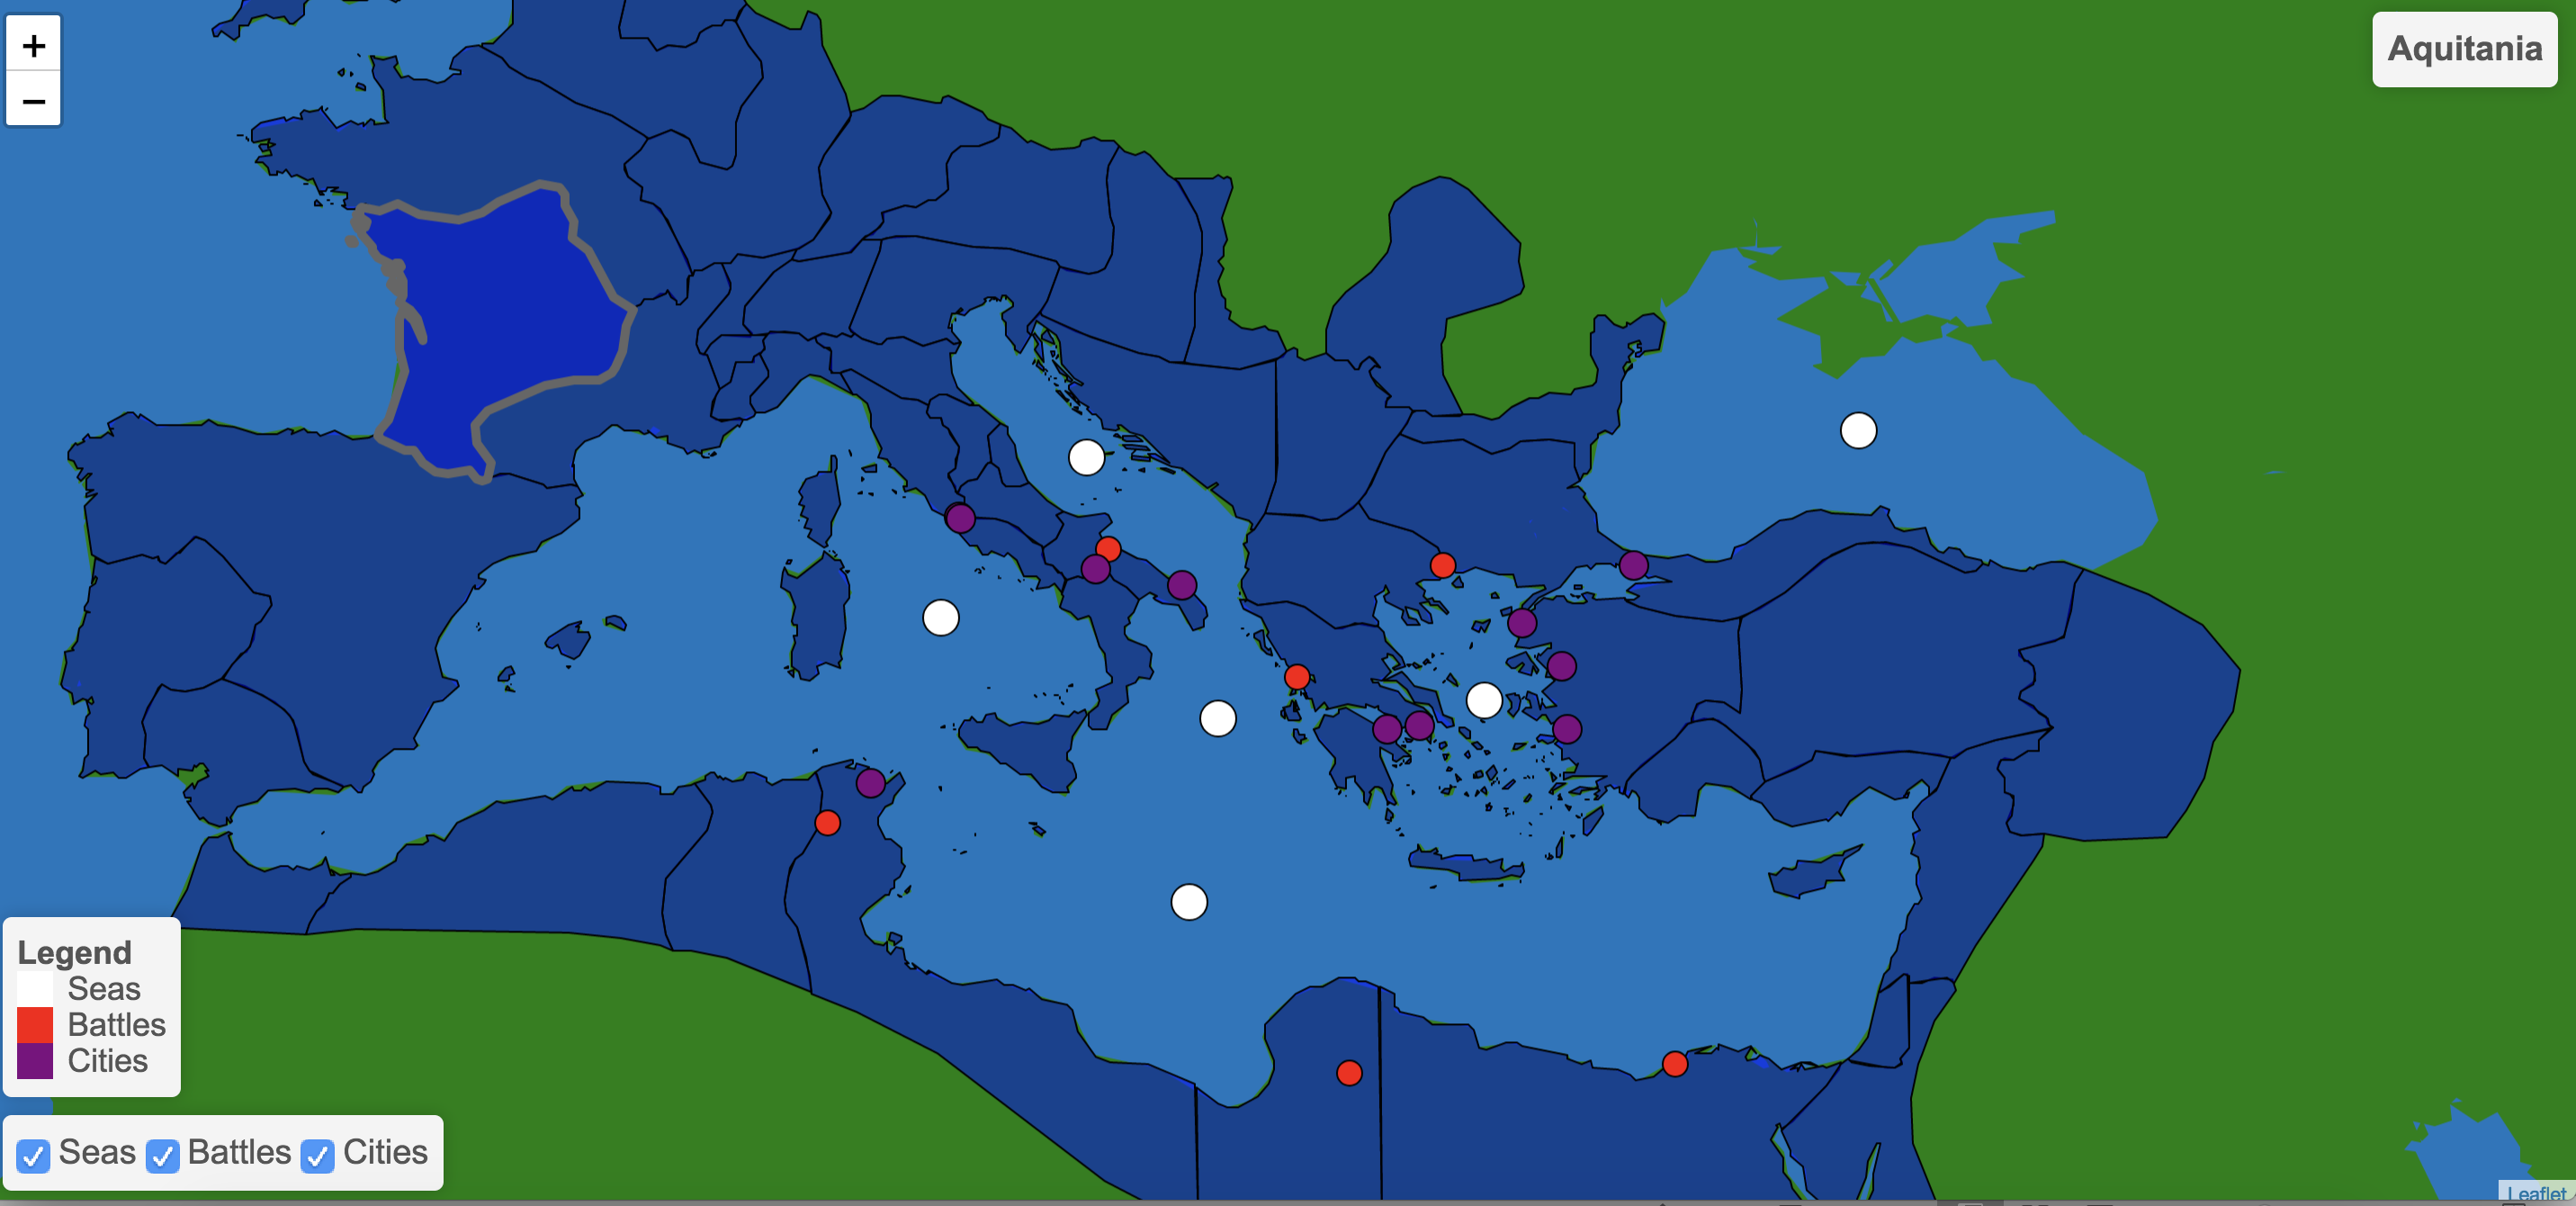 +
−
Aquitania
Legend
Seas
Battles
Cities
Seas Battles Cities
Leaflet